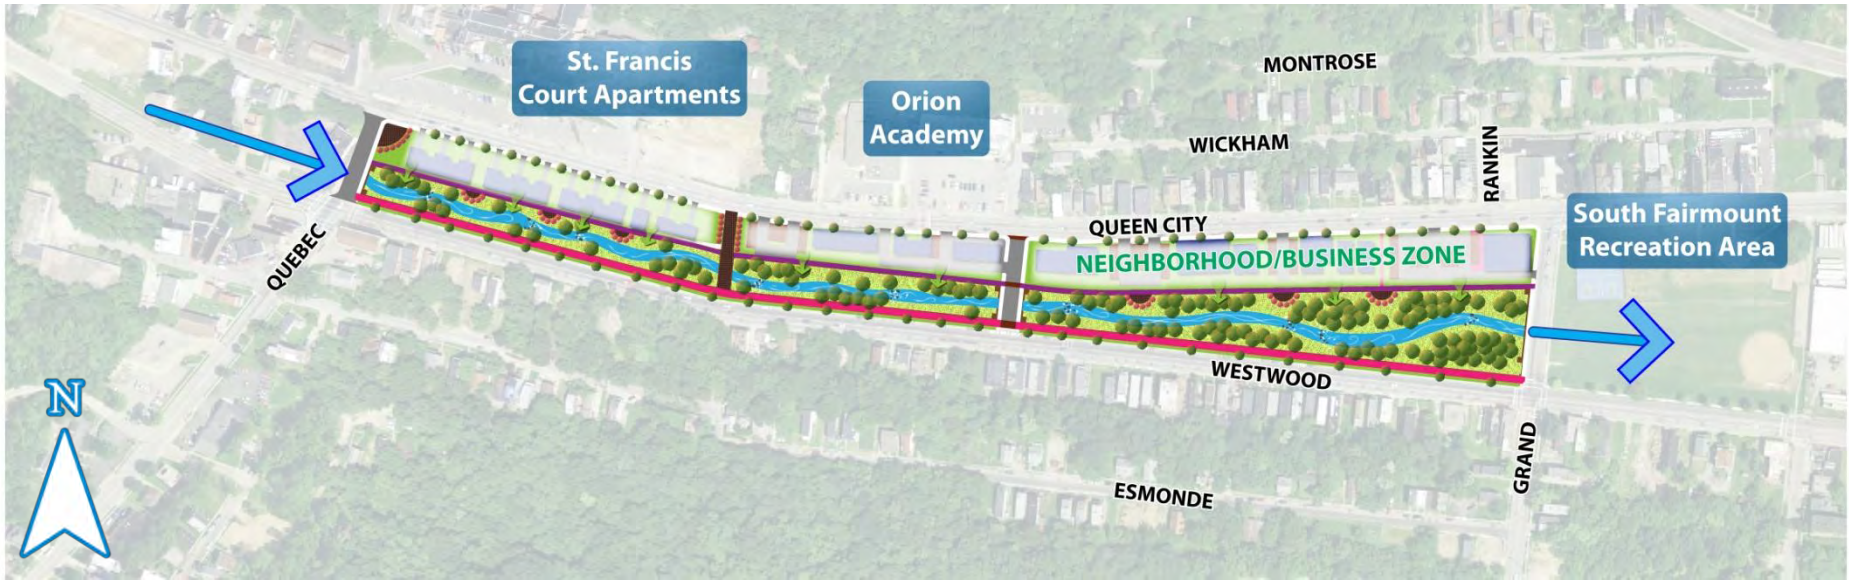 St. Francis
Court Apartments
Orion
Academy
MONTROSE
WICKHAM
RANKIN
South Fairmount
Recreation Area
QUEEN CITY
NEIGHBORHOOD/BUSINESS ZONE
QUEBEC
WESTWOOD
GRAND
ESMONDE
N